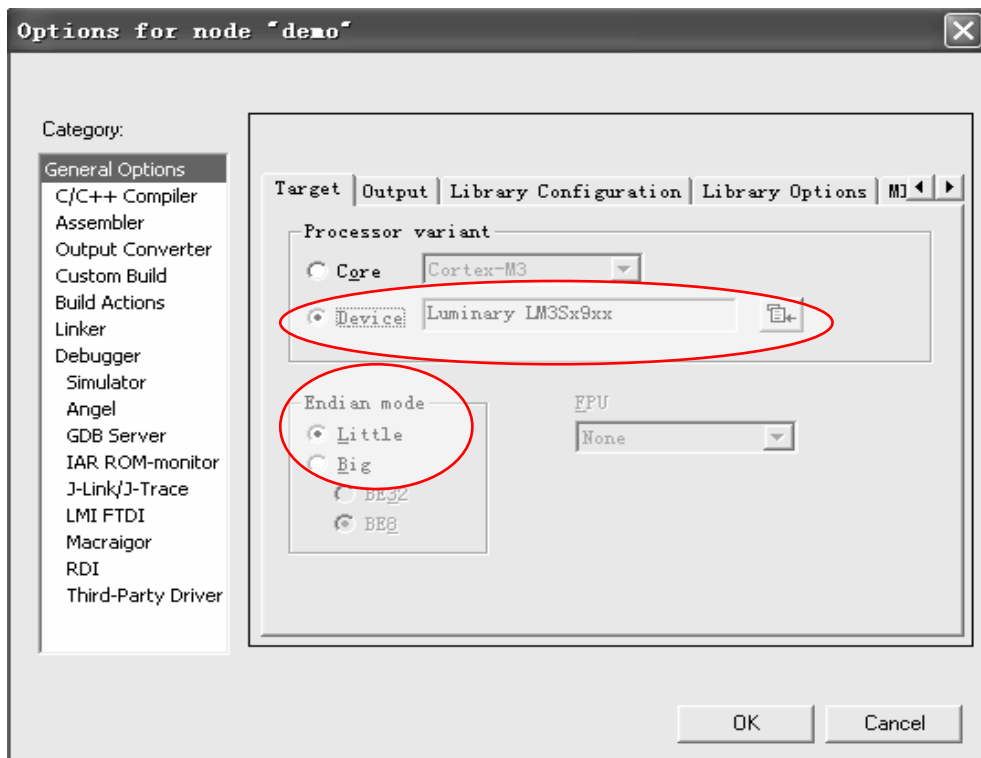 Options for node "demo"
Category:
General Options
C/C++ Compiler
Assembler
Output Converter
Custom Build
Build Actions
Linker
Debugger
Simulator
Angel
GDB Server
IAR ROM-monitor
J-Link/J-Trace
LMI FTDI
Macraigor
RDI
Third-Party Driver
Target Output Library Configuration Library Options
Processor variant
Core Cortex-M3
Device Luminary LM3Sx9xx
Endian mode
Little
Big
BE32
BE8
FPU
None
OK Cancel